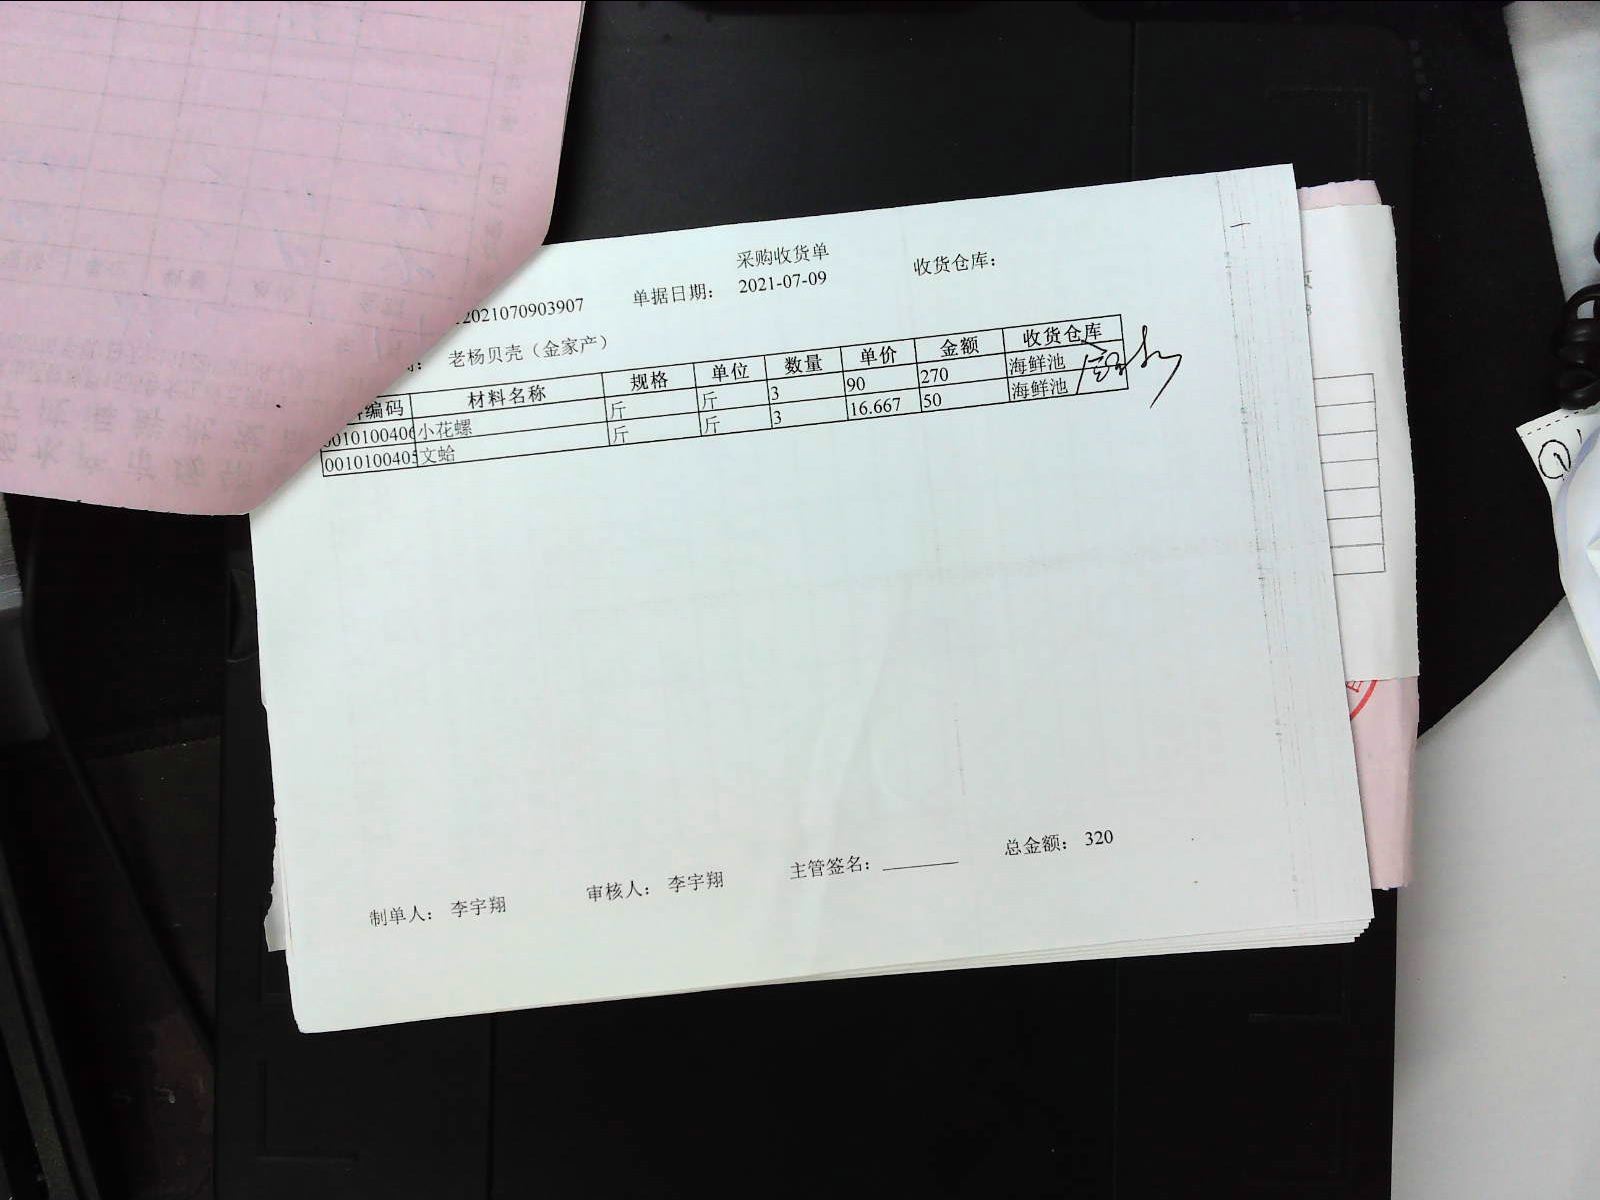 采购收货单
2021070903907 单据日期： 2021-07-09 收货仓库：
老杨贝壳（金家产）
编码 材料名称 规格 单位 数量 单价 金额 收货仓库
0010100406 小花螺 斤 斤 3 90 270 海鲜池
0010100405 文蛤 斤 斤 3 16.667 50 海鲜池
制单人： 李宇翔 审核人： 李宇翔 主管签名： 总金额： 320